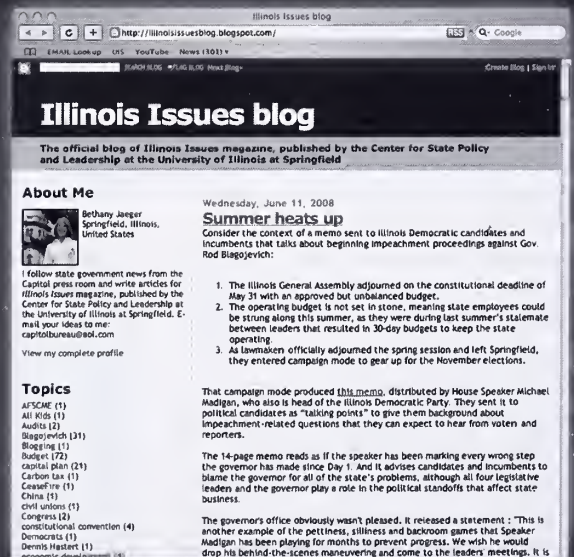 Illinois Issues blog
http://illinoisissuesblog.blogspot.com/
RSS
Google
EMAIL Look up UIS YouTube News (301)
SEARCH BLOG FLAG BLOG Next Blog»
Create Blog | Sign In
Illinois Issues blog
The official blog of Illinois Issues magazine, published by the Center for State Policy
and Leadership at the University of Illinois at Springfield
About Me
Bethany Jaeger
Springfield, Illinois,
United States
I follow state government news from the
Capitol press room and write articles for
Illinois Issues magazine, published by the
Center for State Policy and Leadership at
the University of Illinois at Springfield. E-
mail your ideas to me:
capitolbureau@aol.com
View my complete profile
Topics
AFSCME (1)
All Kids (1)
Audits (2)
Blagojevich (31)
Blogging (1)
Budget (72)
capital plan (21)
Carbon tax (1)
CeaseFire (1)
China (1)
civil unions (1)
Congress (2)
constitutional convention (4)
Democrats (1)
Dennis Hastert (1)
Wednesday, June 11, 2008
Summer heats up
Consider the context of a memo sent to Illinois Democratic candidates and
incumbents that talks about beginning impeachment proceedings against Gov.
Rod Blagojevich:
1. The Illinois General Assembly adjourned on the constitutional deadline of
May 31 with an approved but unbalanced budget.
2. The operating budget is not set in stone, meaning state employees could
be strung along this summer, as they were during last summer's stalemate
between leaders that resulted in 30-day budgets to keep the state
operating.
3. As lawmaken officially adjourned the spring session and left Springfield,
they entered campaign mode to gear up for the November elections.
That campaign mode produced this memo, distributed by House Speaker Michael
Madigan, who also is head of the Illinois Democratic Party. They sent it to
political candidates as "talking points" to give them background about
impeachment-related questions that they can expect to hear from voten and
reporters.
The 14-page memo reads as if the speaker has been marking every wrong step
the governor has made since Day 1. And it advises candidates and incumbents to
blame the governor for all of the state's problems, although all four legislative
leaden and the governor play a role in the political standoffs that affect state
business.
The governor's office obviously wasn't pleased. It released a statement : "This is
another example of the pettiness, silliness and backroom games that Speaker
Madigan has been playing for months to prevent progress. We wish he would
drop his behind-the-scenes maneuvering and come to the leaders' meetings. It is